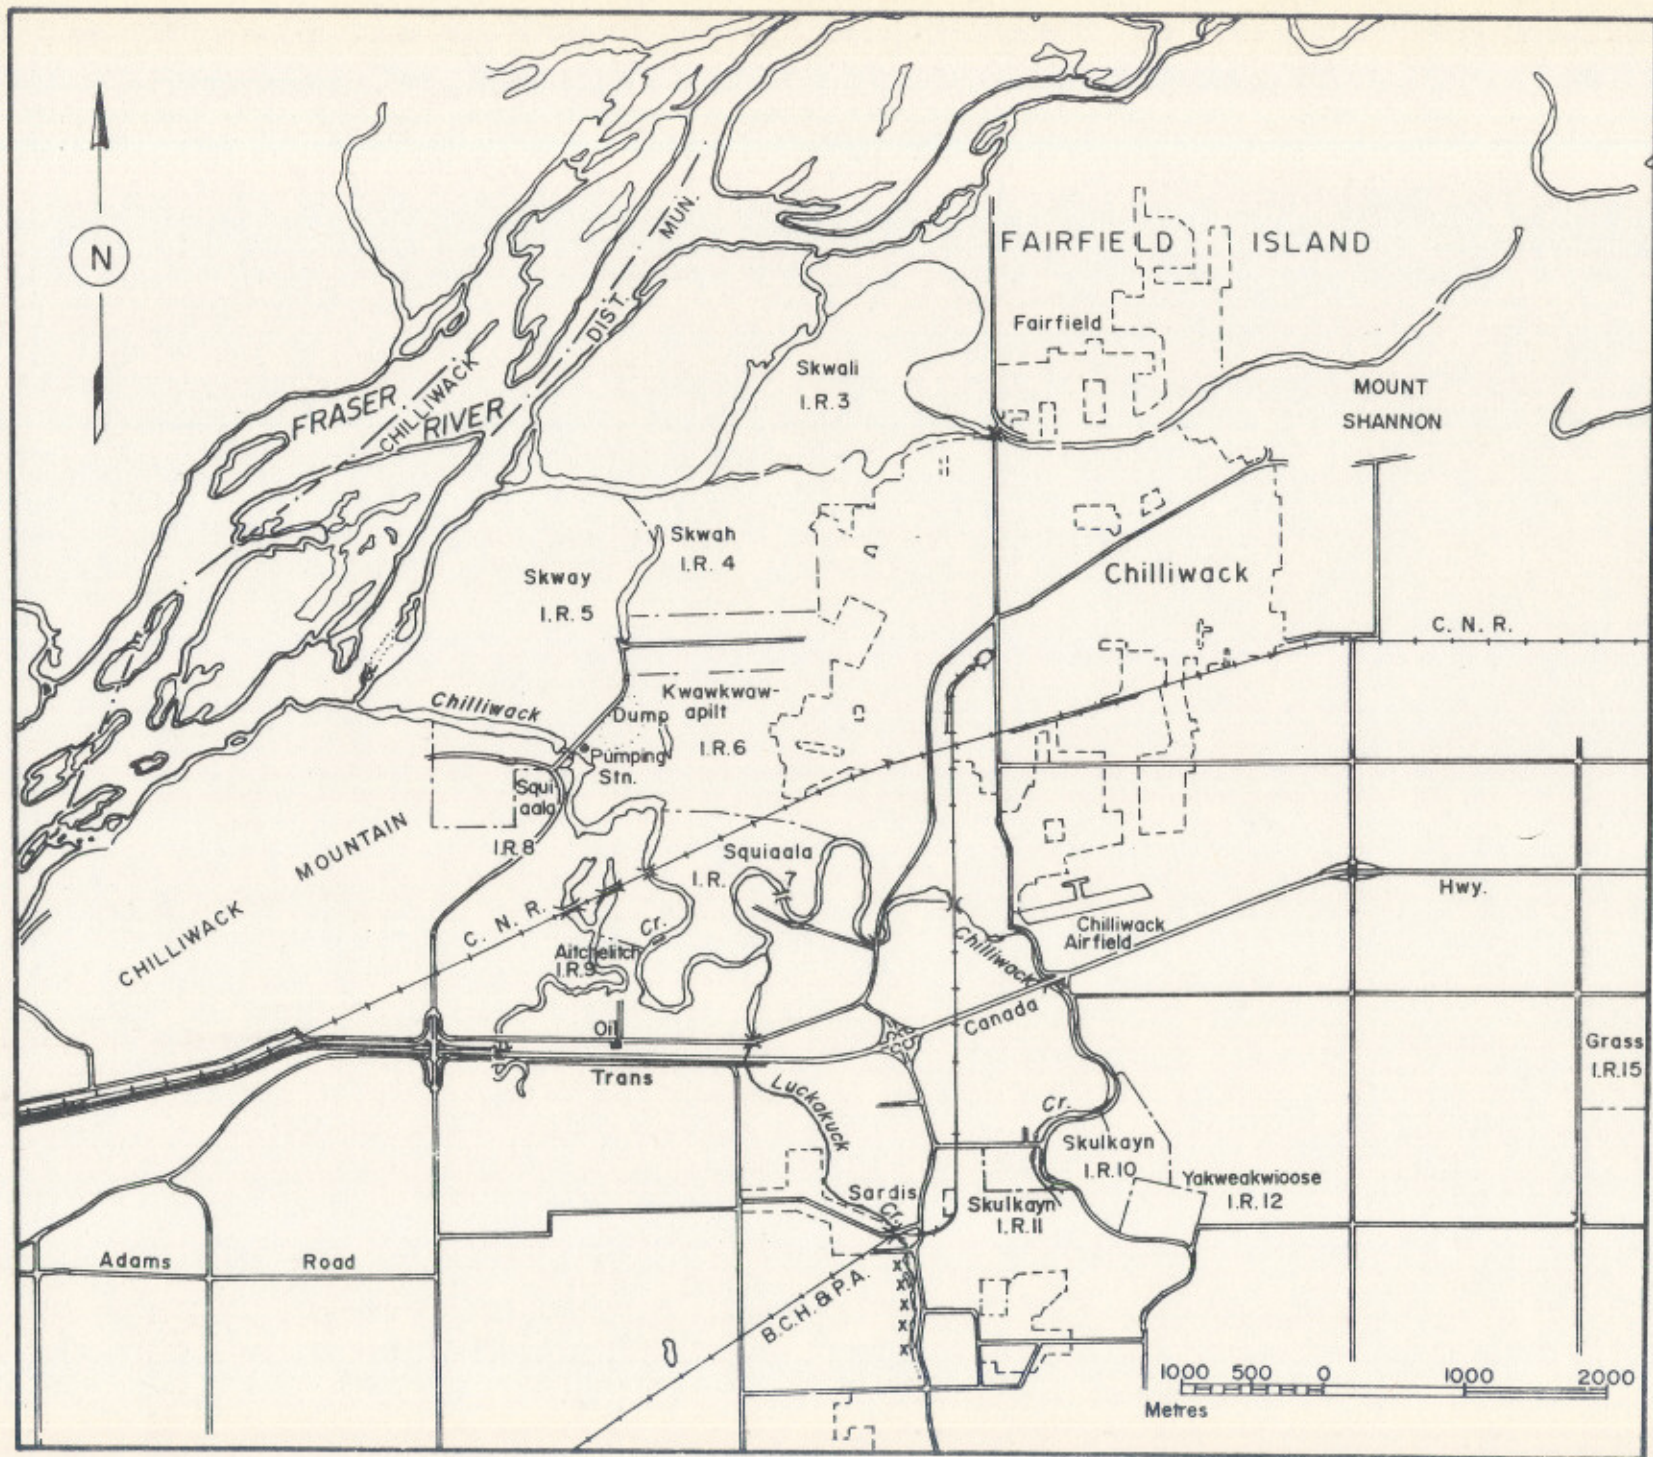 N
FAIRFIELD ISLAND
MUN.
DIST.
CHILLIWACK
FRASER
RIVER
Fairfield
Skwali
I.R.3
MOUNT
SHANNON
Skwah
I.R. 4
Skway
I.R. 5
Chilliwack
C. N. R.
Kwawkwaw-
apilt
I.R.6
Chilliwack
Dump
Pumping
Stn.
Squi-
aala
I.R.8
CHILLIWACK MOUNTAIN
Squiaala
I.R. 7
Hwy.
C. N. R.
Cr.
Aitchelitch
I.R.9
Chilliwack
Airfield
Chilliwack
Canada
Oil
Trans
Grass
I.R.15
Luckakuck
Cr.
Cr.
Skulkayn
I.R.10
Yakweakwioose
I.R.12
Sardis
Skulkayn
I.R.11
Adams Road
B.C.H. & P.A.
1000 500 0 1000 2000
Metres